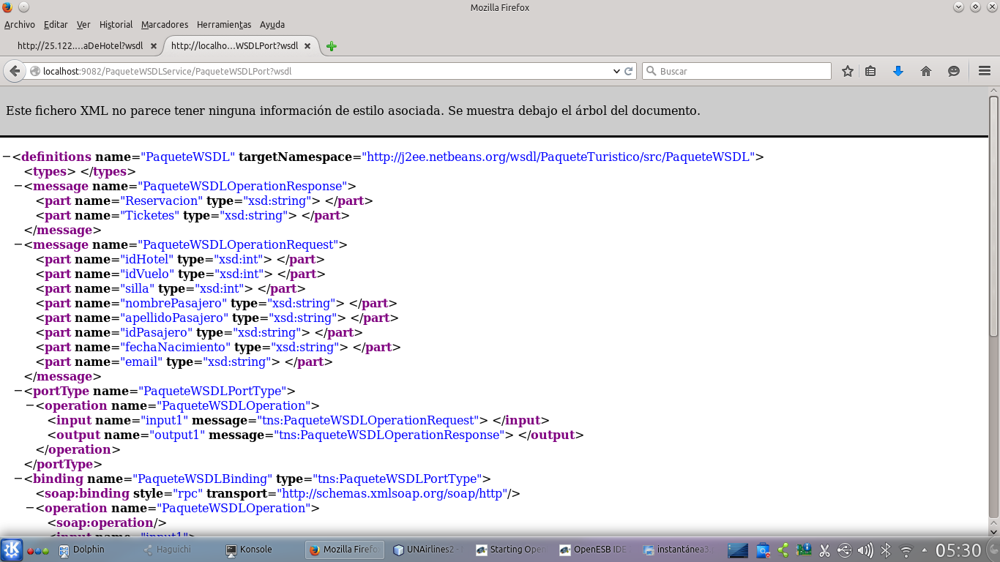 Mozilla Firefox
Archivo Editar Ver Historial Marcadores Herramientas Ayuda
http://25.122....aDeHotel?wsdl http://localho...WSDLPort?wsdl
localhost:9082/PaqueteWSDLService/PaqueteWSDLPort?wsdl Buscar
Este fichero XML no parece tener ninguna información de estilo asociada. Se muestra debajo el árbol del documento.
−<definitions name="PaqueteWSDL" targetNamespace="http://j2ee.netbeans.org/wsdl/PaqueteTuristico/src/PaqueteWSDL">
<types> </types>
−<message name="PaqueteWSDLOperationResponse">
<part name="Reservacion" type="xsd:string"> </part>
<part name="Ticketes" type="xsd:string"> </part>
</message>
−<message name="PaqueteWSDLOperationRequest">
<part name="idHotel" type="xsd:int"> </part>
<part name="idVuelo" type="xsd:int"> </part>
<part name="silla" type="xsd:int"> </part>
<part name="nombrePasajero" type="xsd:string"> </part>
<part name="apellidoPasajero" type="xsd:string"> </part>
<part name="idPasajero" type="xsd:string"> </part>
<part name="fechaNacimiento" type="xsd:string"> </part>
<part name="email" type="xsd:string"> </part>
</message>
−<portType name="PaqueteWSDLPortType">
−<operation name="PaqueteWSDLOperation">
<input name="input1" message="tns:PaqueteWSDLOperationRequest"> </input>
<output name="output1" message="tns:PaqueteWSDLOperationResponse"> </output>
</operation>
</portType>
−<binding name="PaqueteWSDLBinding" type="tns:PaqueteWSDLPortType">
<soap:binding style="rpc" transport="http://schemas.xmlsoap.org/soap/http"/>
−<operation name="PaqueteWSDLOperation">
<soap:operation/>
−<input name="input1">
Dolphin Haguichi Konsole Mozilla Firefo UNAirlines2 - Starting Open OpenESB IDE instantánea3 05:30